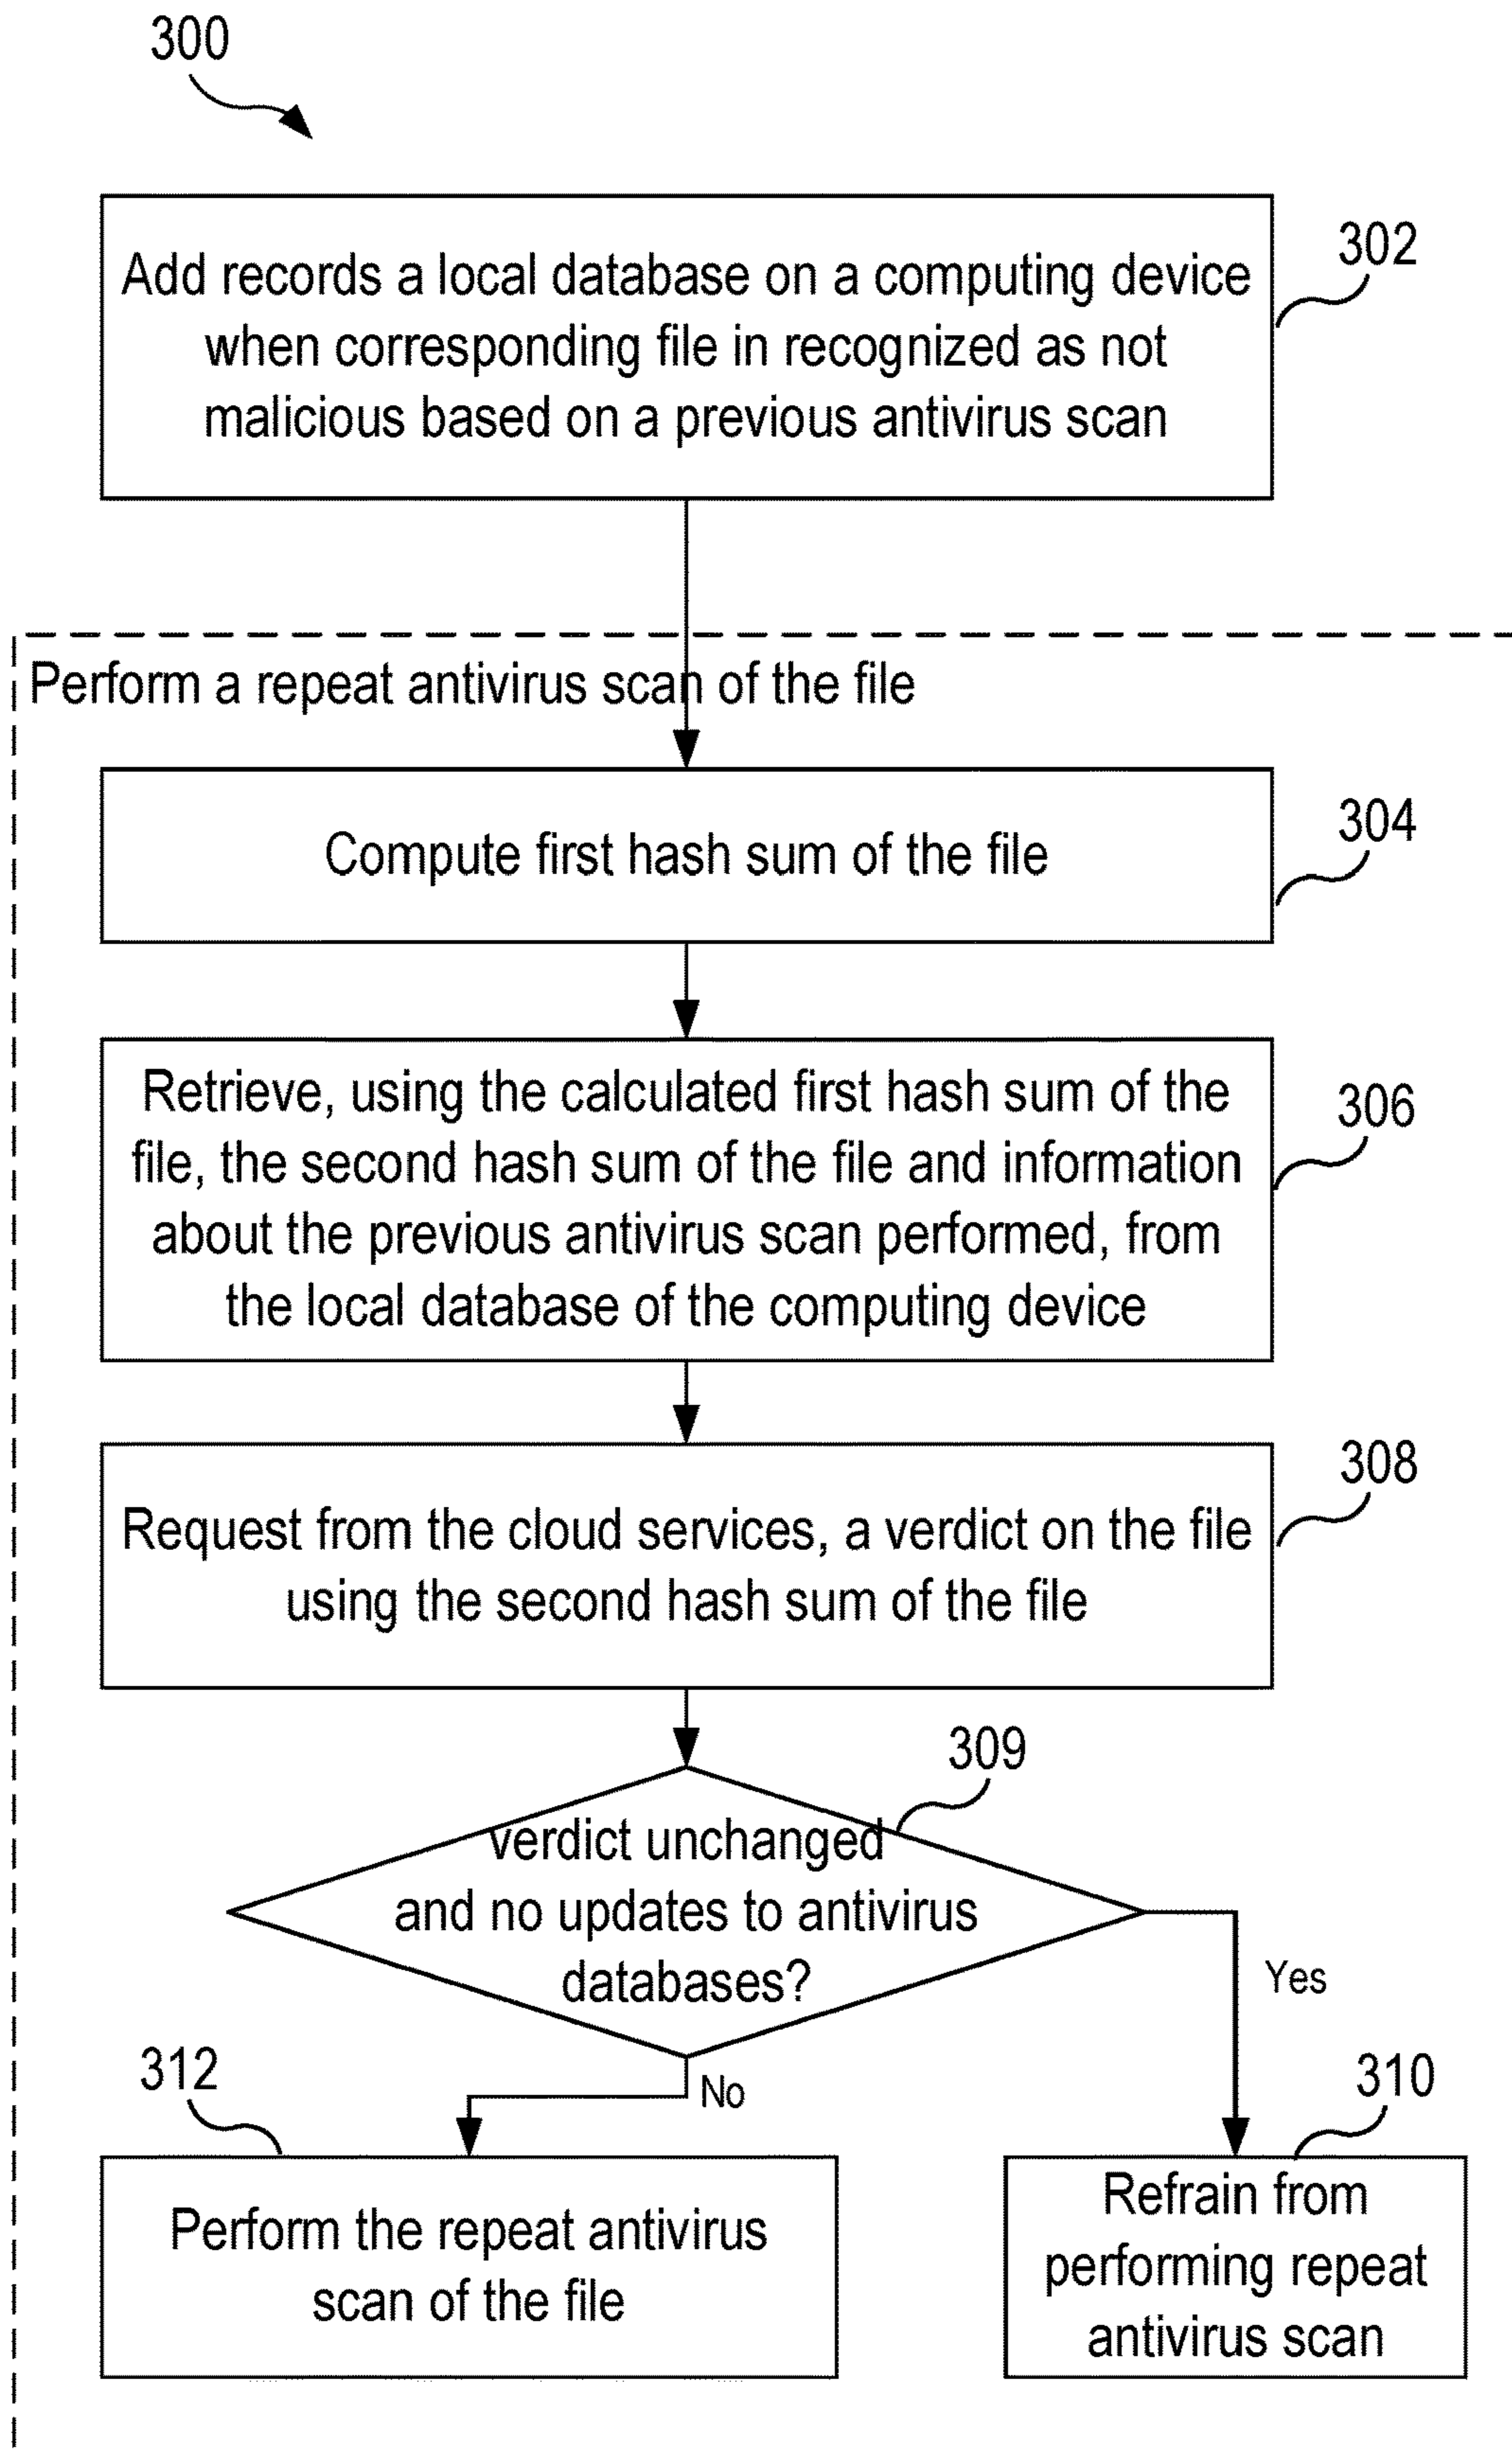 300
302
Add records a local database on a computing device
when corresponding file in recognized as not
malicious based on a previous antivirus scan
Perform a repeat antivirus scan of the file
304
Compute first hash sum of the file
306
Retrieve, using the calculated first hash sum of the
file, the second hash sum of the file and information
about the previous antivirus scan performed, from
the local database of the computing device
308
Request from the cloud services, a verdict on the file
using the second hash sum of the file
309
verdict unchanged
and no updates to antivirus
databases?
Yes
No
312
310
Perform the repeat antivirus
scan of the file
Refrain from
performing repeat
antivirus scan